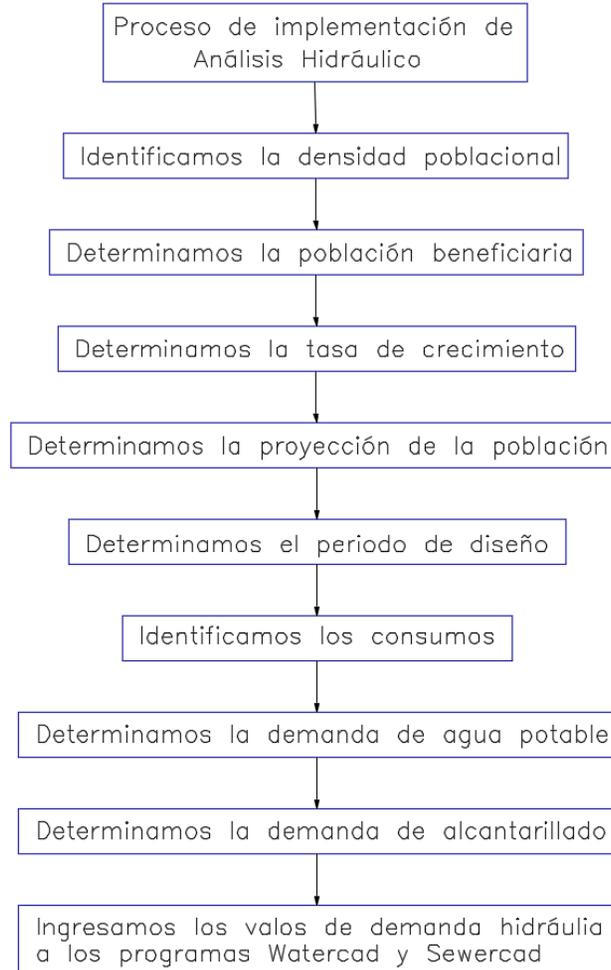 Proceso de implementación de
Análisis Hidráulico
Identificamos la densidad poblacional
Determinamos la población beneficiaria
Determinamos la tasa de crecimiento
Determinamos la proyección de la población
Determinamos el periodo de diseño
Identificamos los consumos
Determinamos la demanda de agua potable
Determinamos la demanda de alcantarillado
Ingresamos los valos de demanda hidráulia
a los programas Watercad y Sewercad